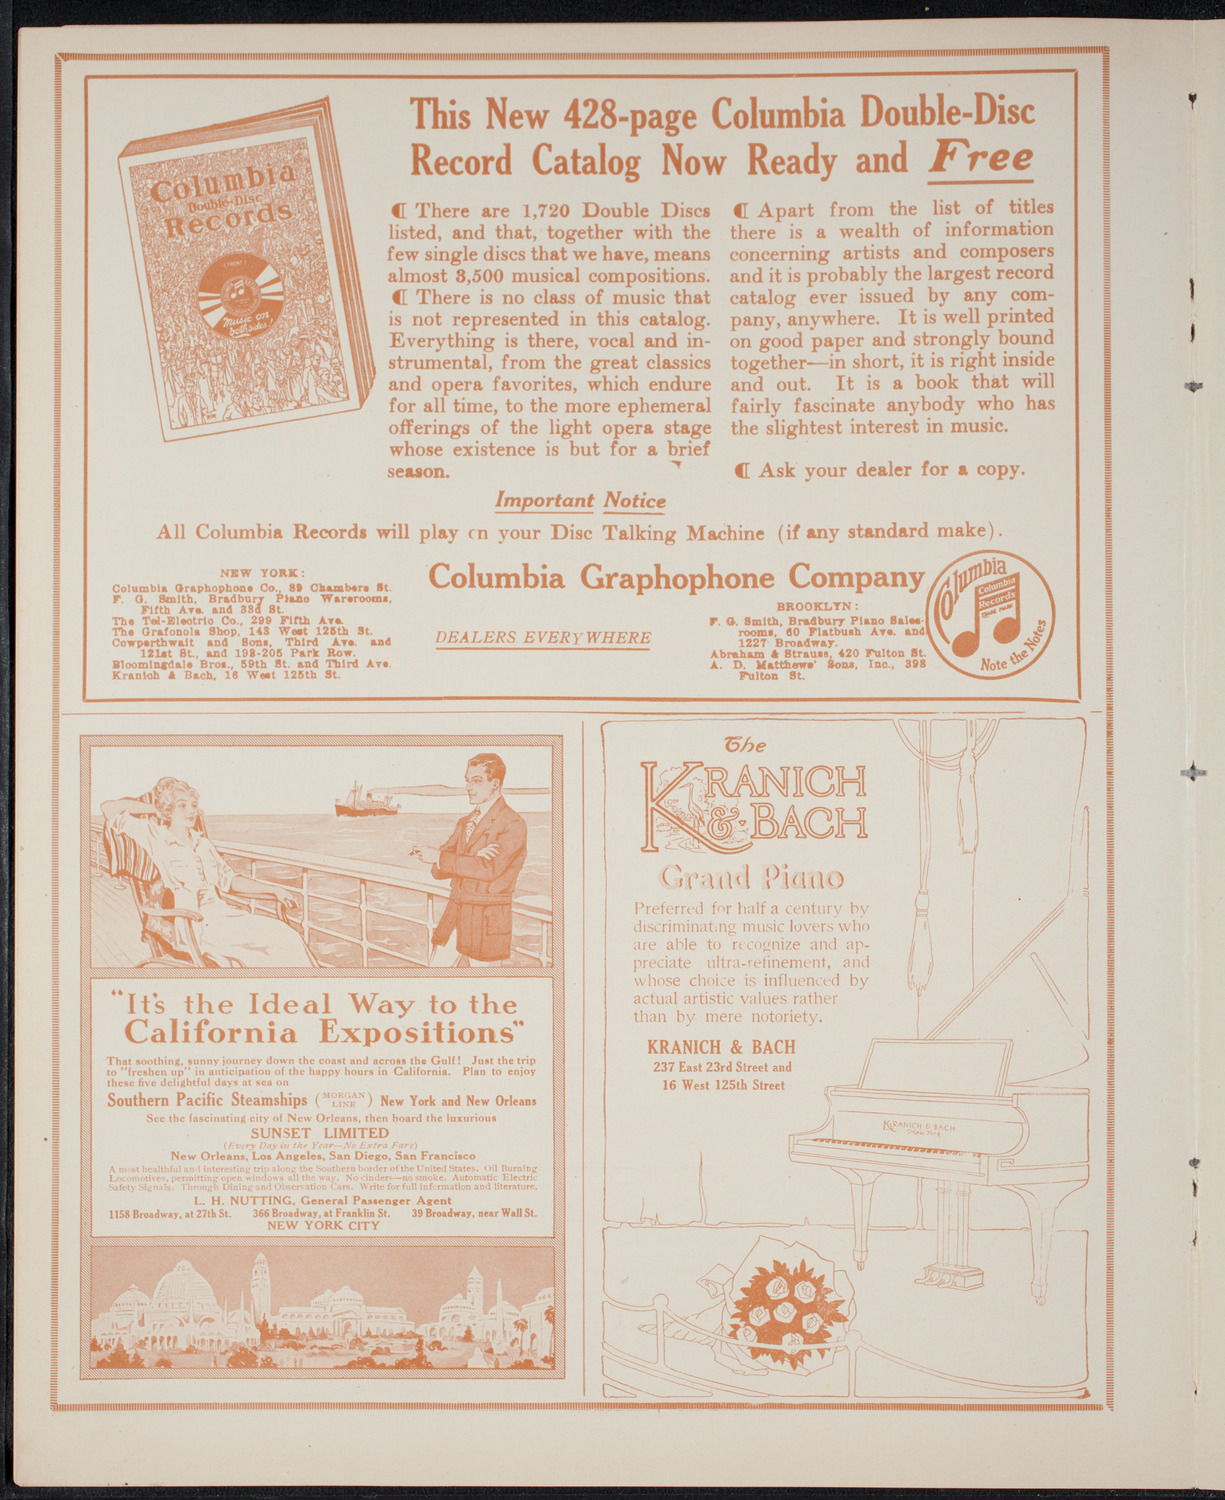 This New 428-page Columbia Double-Disc
Record Catalog Now Ready and Free
Columbia
Double-Disc
Records
Music on
both sides!
¶ There are 1,720 Double Discs
listed, and that, together with the
few single discs that we have, means
almost 3,500 musical compositions.
¶ There is no class of music that
is not represented in this catalog.
Everything is there, vocal and in-
strumental, from the great classics
and opera favorites, which endure
for all time, to the more ephemeral
offerings of the light opera stage
whose existence is but for a brief
season.
¶ Apart from the list of titles
there is a wealth of information
concerning artists and composers
and it is probably the largest record
catalog ever issued by any com-
pany, anywhere. It is well printed
on good paper and strongly bound
together—in short, it is right inside
and out. It is a book that will
fairly fascinate anybody who has
the slightest interest in music.
¶ Ask your dealer for a copy.
Important Notice
All Columbia Records will play on your Disc Talking Machine (if any standard make).
NEW YORK:
Columbia Graphophone Co., 89 Chambers St.
F. G. Smith, Bradbury Piano Warerooms,
Fifth Ave. and 33d St.
The Tel-Electric Co., 299 Fifth Ave.
The Grafonola Shop, 143 West 125th St.
Cowperthwait and Sons, Third Ave. and
121st St., and 193-205 Park Row.
Bloomingdale Bros., 59th St. and Third Ave.
Kranich & Bach, 16 West 125th St.
Columbia Graphophone Company
DEALERS EVERYWHERE
BROOKLYN:
F. G. Smith, Bradbury Piano Sales-
rooms, 60 Flatbush Ave. and
1227 Broadway.
Abraham & Straus, 420 Fulton St.
A. D. Matthews' Sons, Inc., 398
Fulton St.
Columbia
Columbia
Records
TRADE MARK
Note the Notes
"It's the Ideal Way to the
California Expositions"
That soothing, sunny journey down the coast and across the Gulf! Just the trip
to "freshen up" in anticipation of the happy hours in California. Plan to enjoy
these five delightful days at sea on
Southern Pacific Steamships (MORGAN LINE) New York and New Orleans
See the fascinating city of New Orleans, then board the luxurious
SUNSET LIMITED
(Every Day in the Year—No Extra Fare)
New Orleans, Los Angeles, San Diego, San Francisco
A most healthful and interesting trip along the Southern border of the United States. Oil Burning
Locomotives, permitting open windows all the way. No cinders—no smoke. Automatic Electric
Safety Signals. Through Dining and Observation Cars. Write for full information and literature.
L. H. NUTTING, General Passenger Agent
1158 Broadway, at 27th St. 366 Broadway, at Franklin St. 39 Broadway, near Wall St.
NEW YORK CITY
The
KRANICH
& BACH
Grand Piano
Preferred for half a century by
discriminating music lovers who
are able to recognize and ap-
preciate ultra-refinement, and
whose choice is influenced by
actual artistic values rather
than by mere notoriety.
KRANICH & BACH
237 East 23rd Street and
16 West 125th Street
KRANICH & BACH
New York